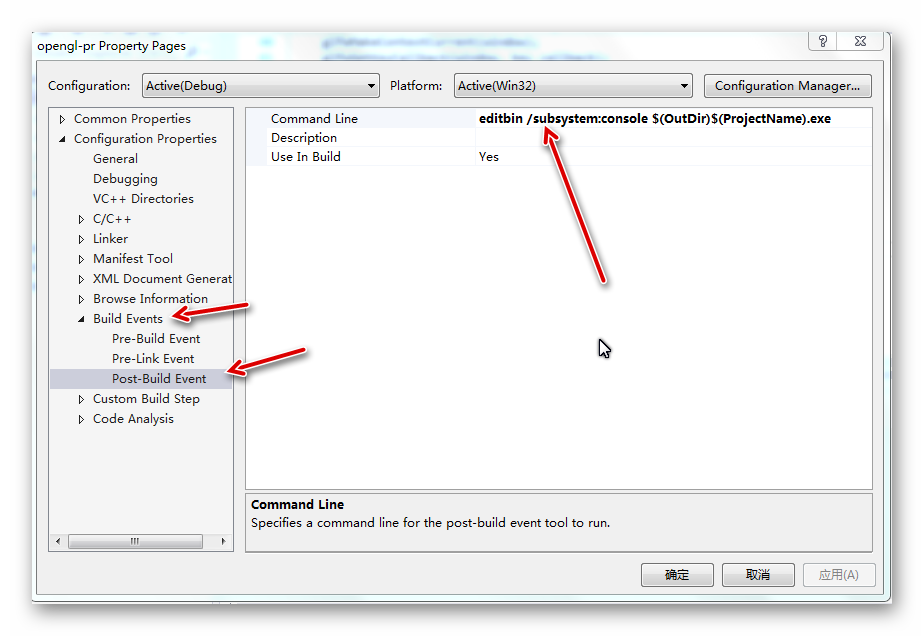 opengl-pr Property Pages
?
Configuration: Active(Debug) Platform: Active(Win32) Configuration Manager...
Common Properties
Configuration Properties
General
Debugging
VC++ Directories
C/C++
Linker
Manifest Tool
XML Document Generat
Browse Information
Build Events
Pre-Build Event
Pre-Link Event
Post-Build Event
Custom Build Step
Code Analysis
Command Line editbin /subsystem:console $(OutDir)$(ProjectName).exe
Description
Use In Build Yes
Command Line
Specifies a command line for the post-build event tool to run.
确定 取消 应用(A)